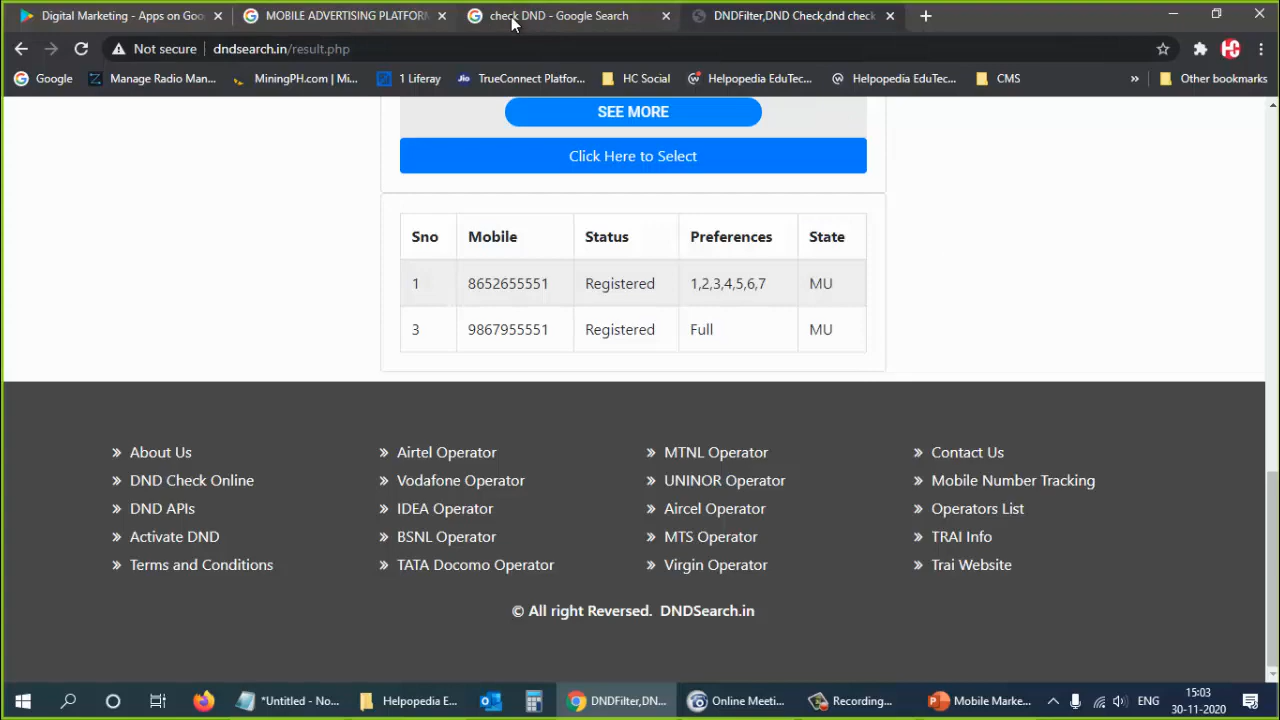 Digital Marketing - Apps on Goo
MOBILE ADVERTISING PLATFORM
check DND - Google Search
DNDFilter,DND Check,dnd check
Not secure
dndsearch.in/result.php
Google
Manage Radio Man...
MiningPH.com | Mi...
1 Liferay
TrueConnect Platfor...
HC Social
Helpopedia EduTec...
Helpopedia EduTec...
CMS
»
Other bookmarks
SEE MORE
Click Here to Select
Sno Mobile Status Preferences State
1 8652655551 Registered 1,2,3,4,5,6,7 MU
3 9867955551 Registered Full MU
» About Us
» DND Check Online
» DND APIs
» Activate DND
» Terms and Conditions
» Airtel Operator
» Vodafone Operator
» IDEA Operator
» BSNL Operator
» TATA Docomo Operator
» MTNL Operator
» UNINOR Operator
» Aircel Operator
» MTS Operator
» Virgin Operator
» Contact Us
» Mobile Number Tracking
» Operators List
» TRAI Info
» Trai Website
© All right Reversed. DNDSearch.in
*Untitled - No...
Helpopedia E...
DNDFilter,DN...
Online Meeti...
Recording...
Mobile Marke...
ENG
15:03
30-11-2020